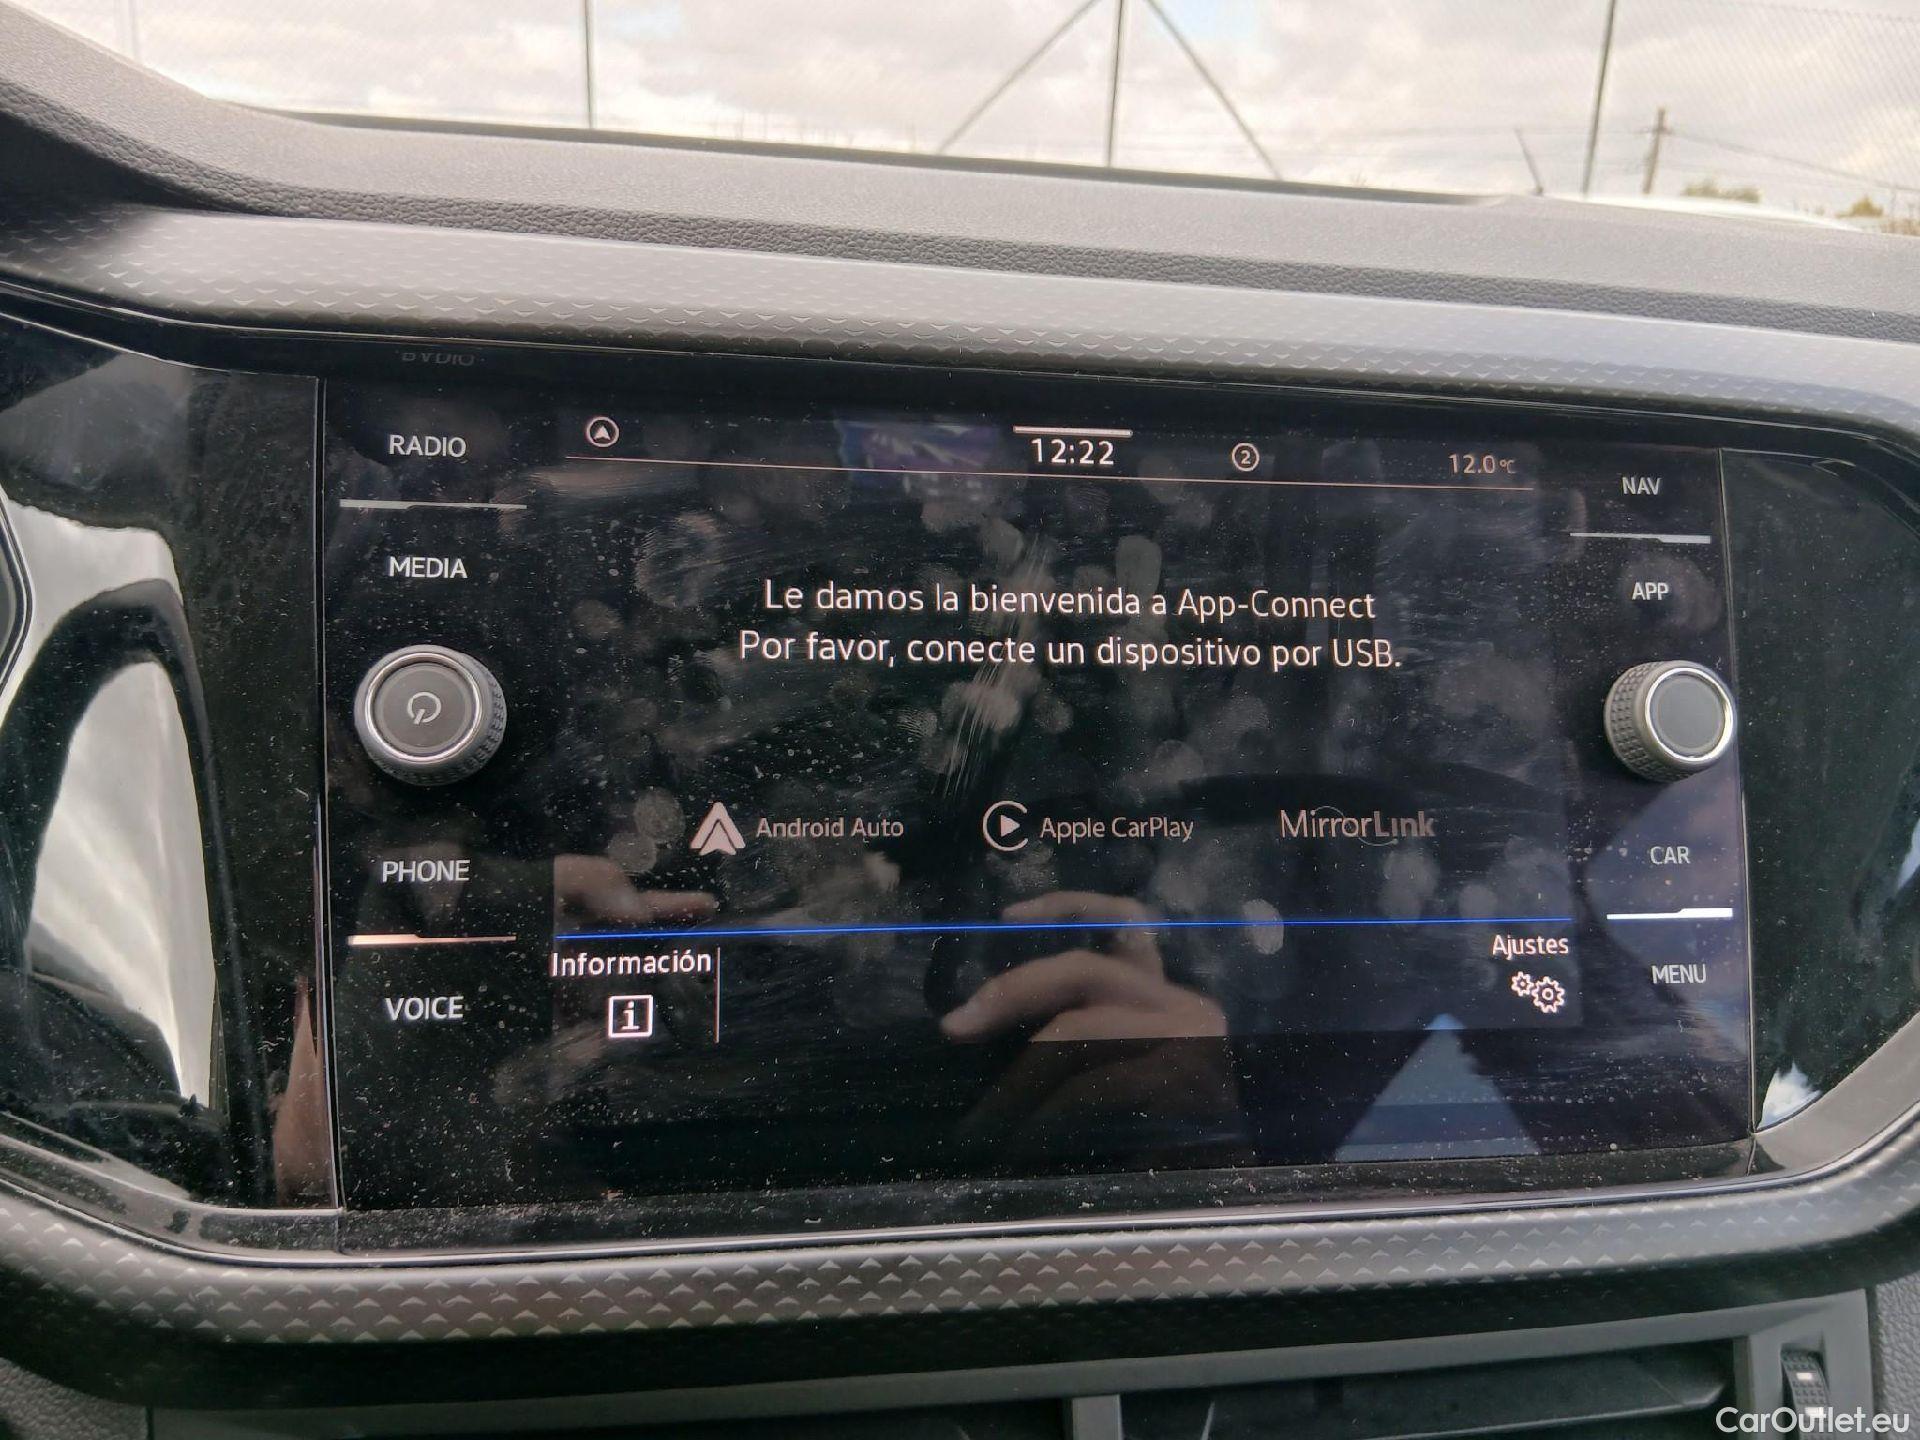 RADIO
MEDIA
PHONE
VOICE
12:22
2
12.0 °C
Le damos la bienvenida a App-Connect
Por favor, conecte un dispositivo por USB.
Android Auto
Apple CarPlay
MirrorLink
Información
i
Ajustes
NAV
APP
CAR
MENU
CarOutlet.eu